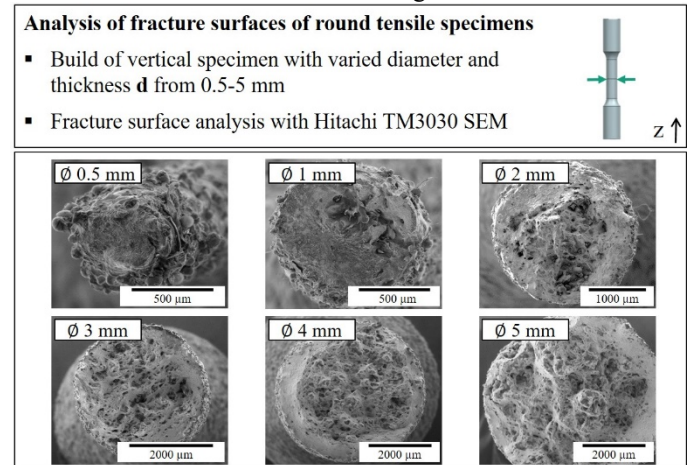 Analysis of fracture surfaces of round tensile specimens
▪ Build of vertical specimen with varied diameter and
thickness d from 0.5-5 mm
▪ Fracture surface analysis with Hitachi TM3030 SEM
Z
Ø 0.5 mm
Ø 1 mm
Ø 2 mm
500 µm
500 µm
1000 µm
Ø 3 mm
Ø 4 mm
Ø 5 mm
2000 µm
2000 µm
2000 µm